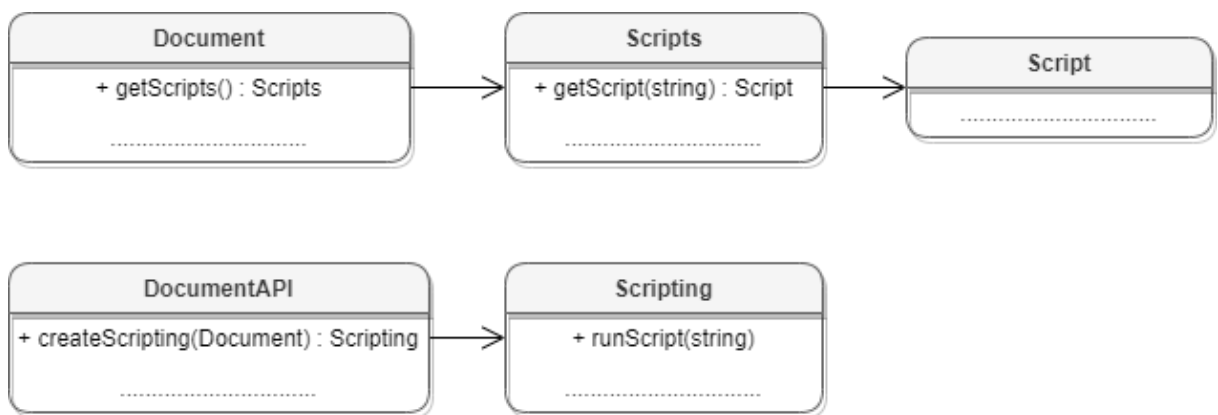 Document
+ getScripts() : Scripts
..................................
Scripts
+ getScript(string) : Script
..................................
Script
..................................
DocumentAPI
+ createScripting(Document) : Scripting
..................................
Scripting
+ runScript(string)
..................................